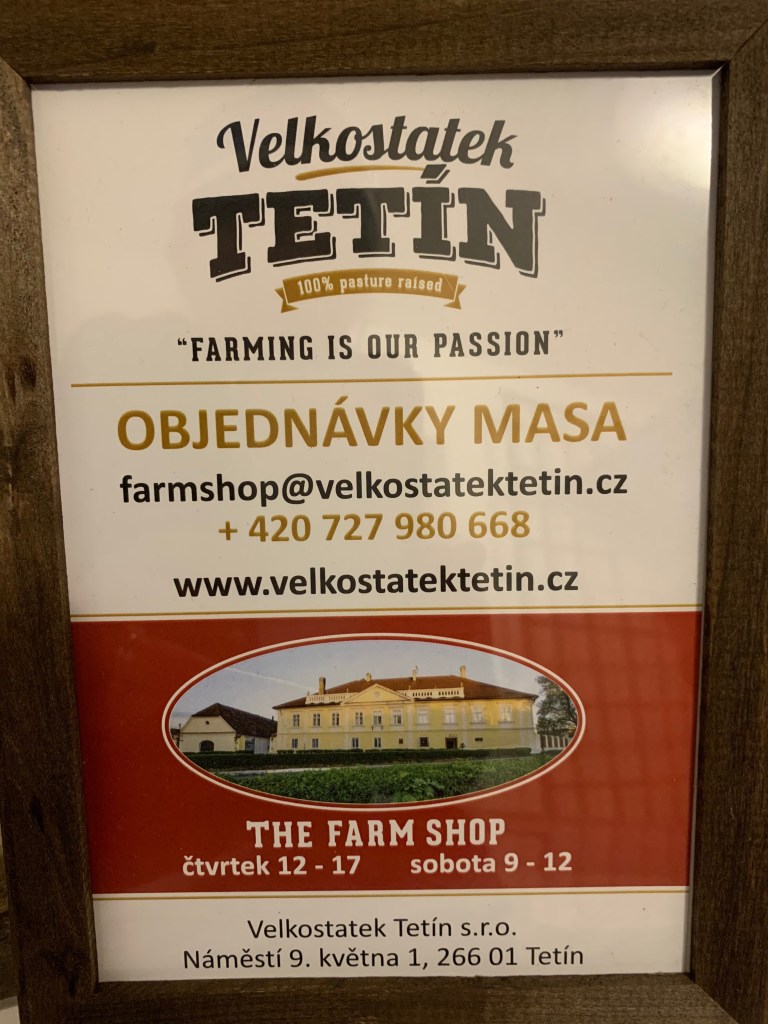 Velkostatek
TETÍN
100% pasture raised
“FARMING IS OUR PASSION”
OBJEDNÁVKY MASA
farmshop@velkostatektetin.cz
+ 420 727 980 668
www.velkostatektetin.cz
THE FARM SHOP
čtvrtek 12 - 17 sobota 9 - 12
Velkostatek Tetín s.r.o.
Náměstí 9. května 1, 266 01 Tetín